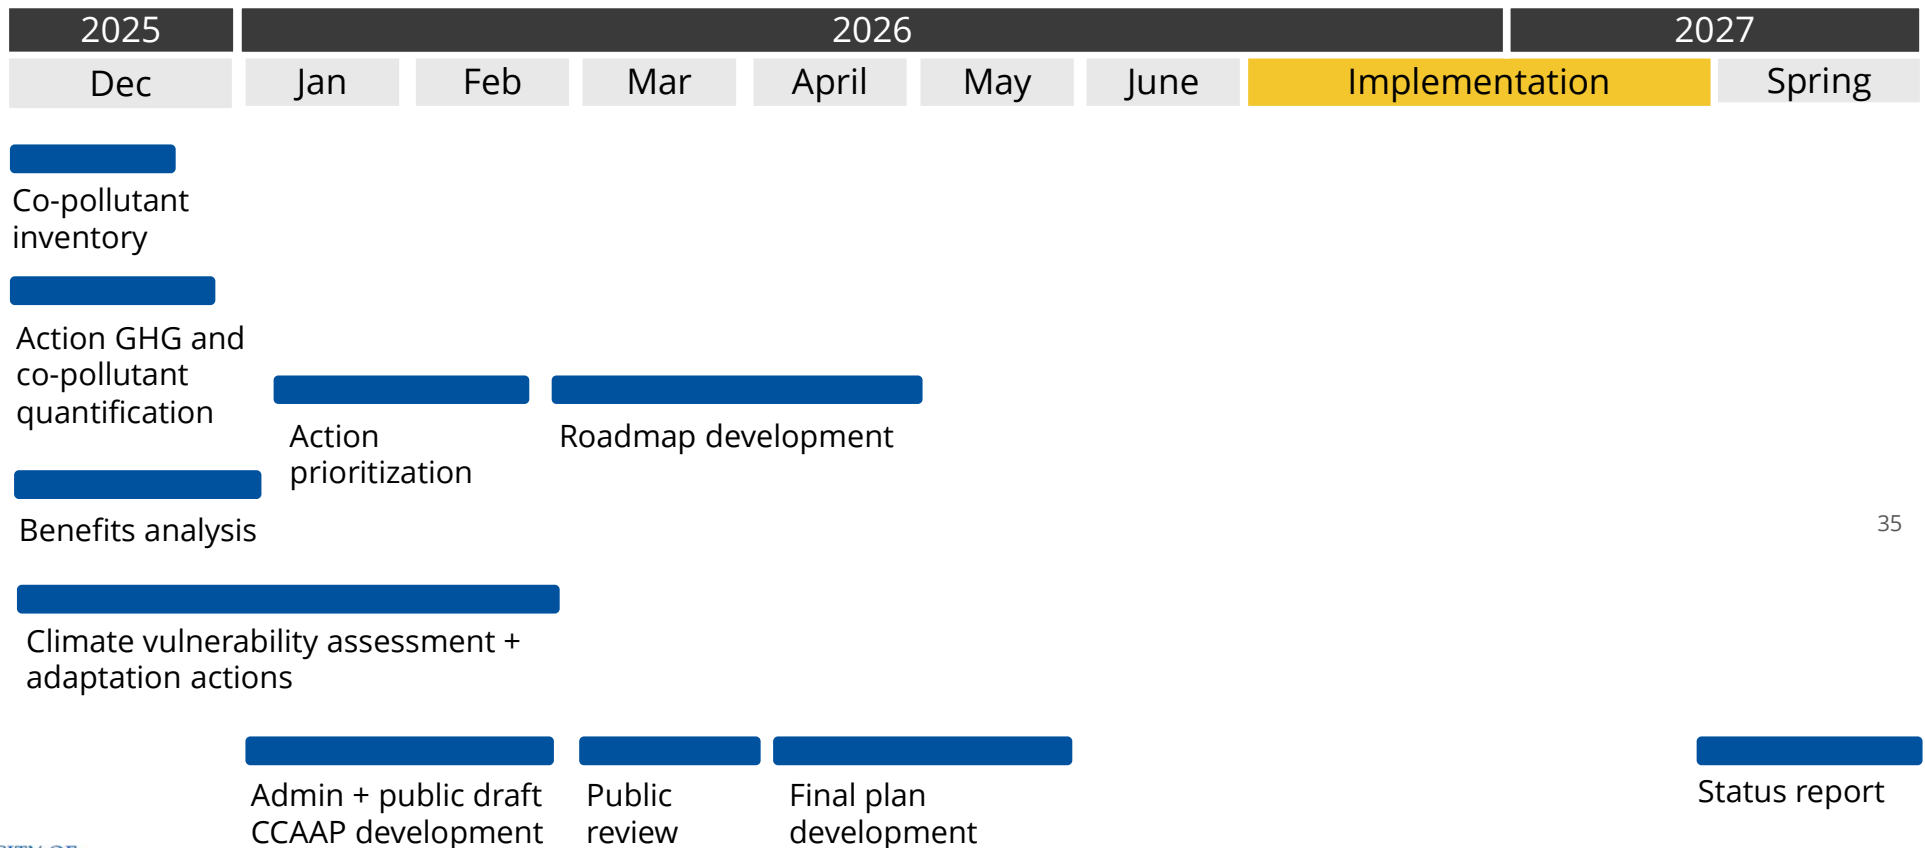 2025 2026 2027
Dec Jan Feb Mar April May June Implementation Spring
Co-pollutant
inventory
Action GHG and
co-pollutant
quantification
Action
prioritization
Roadmap development
Benefits analysis
35
Climate vulnerability assessment +
adaptation actions
Admin + public draft
CCAAP development
Public
review
Final plan
development
Status report